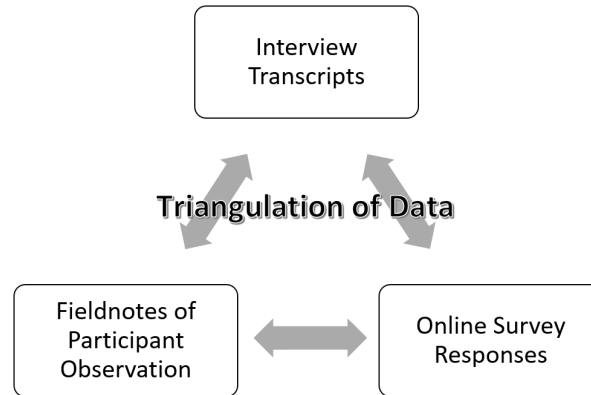 Interview
Transcripts
Triangulation of Data
Fieldnotes of
Participant
Observation
Online Survey
Responses